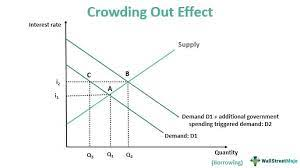 Crowding Out Effect
Interest rate
Supply
C
B
i₂
A
i₁
Demand D1 + additional government
spending triggered demand: D2
Demand: D1
Q₃ Q₁ Q₂
Quantity
(Borrowing)
WallStreetMojo